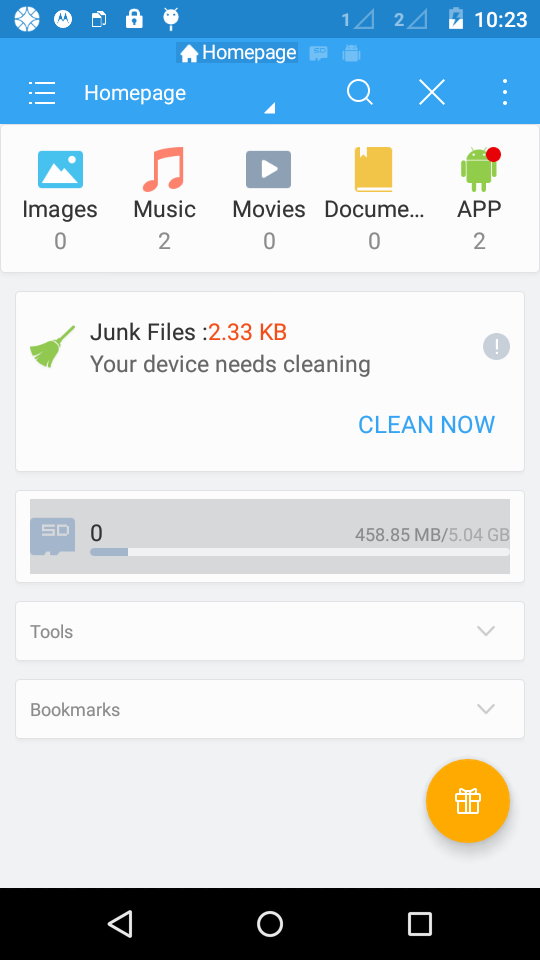 1 2 10:23
Homepage SD
Homepage
Images Music Movies Docume... APP
0 2 0 0 2
Junk Files :2.33 KB
Your device needs cleaning
CLEAN NOW
SD 0 458.85 MB/5.04 GB
Tools
Bookmarks